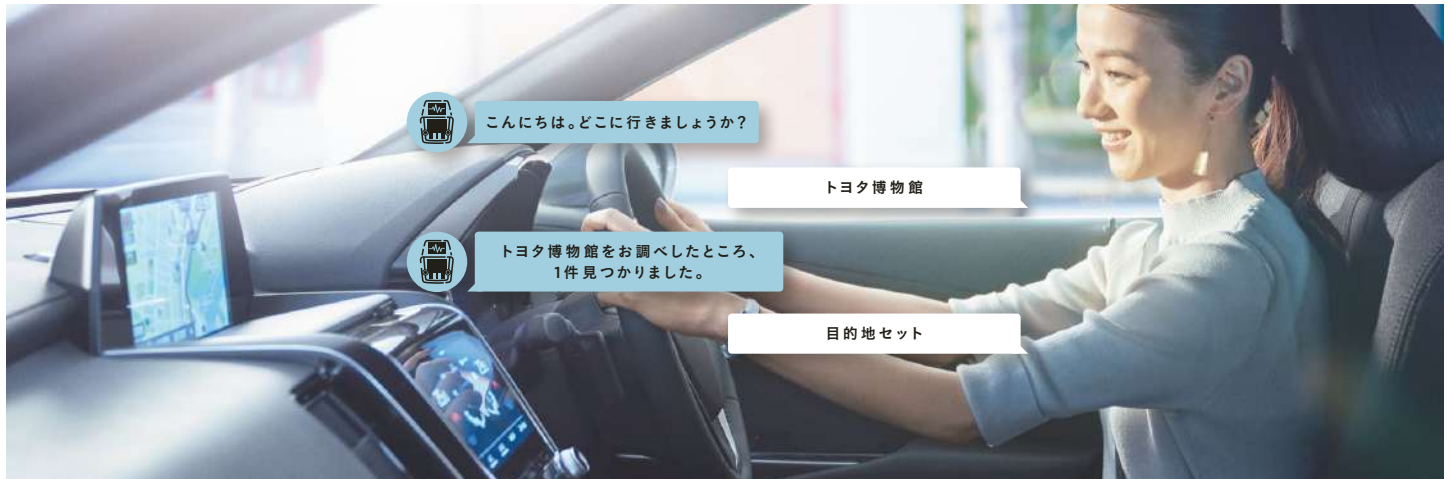 こんにちは。どこに行きましょうか？
トヨタ博物館
トヨタ博物館をお調べしたところ、
1件見つかりました。
目的地セット